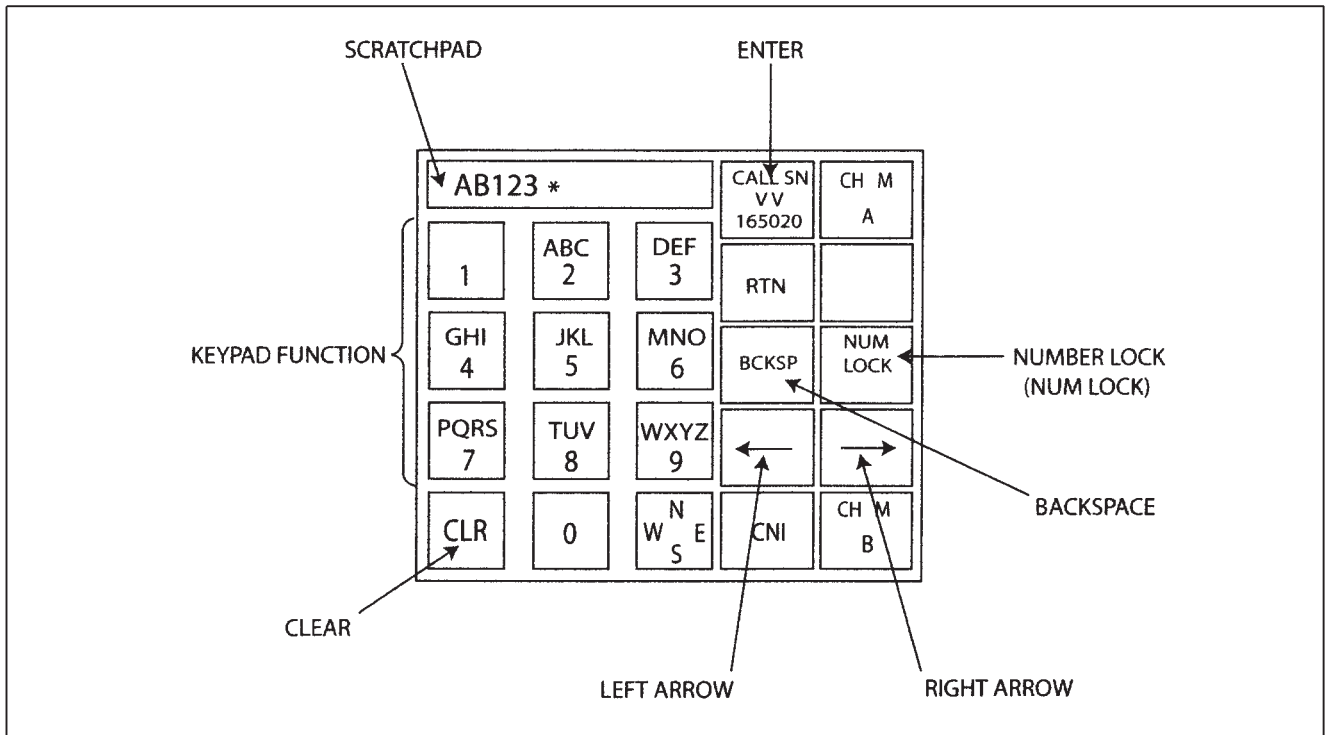 SCRATCHPAD
ENTER
AB123 *
CALL SN
V V
165020
CH M
A
1
ABC
2
DEF
3
RTN
KEYPAD FUNCTION
GHI
4
JKL
5
MNO
6
BCKSP
NUM
LOCK
NUMBER LOCK
(NUM LOCK)
PQRS
7
TUV
8
WXYZ
9
BACKSPACE
CLR
0
N
W E
S
CNI
CH M
B
CLEAR
LEFT ARROW
RIGHT ARROW